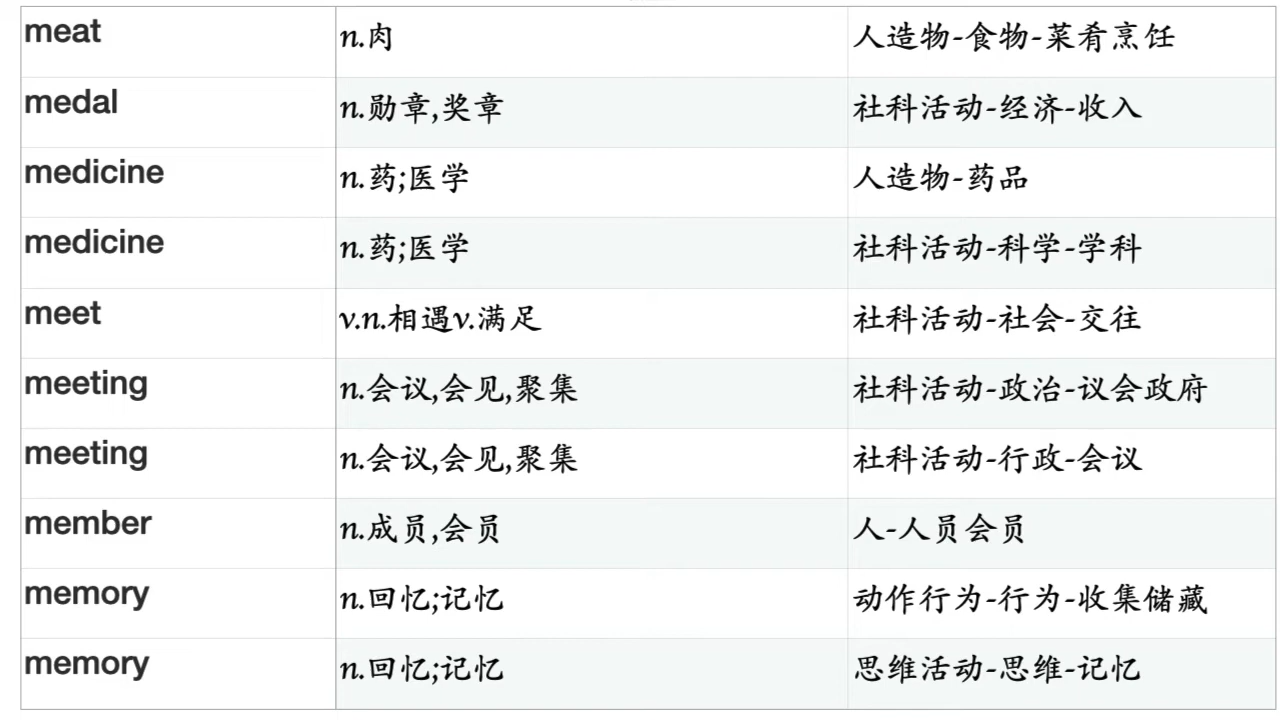 meat n.肉 人造物-食物-菜肴烹饪
medal n.勋章,奖章 社科活动-经济-收入
medicine n.药;医学 人造物-药品
medicine n.药;医学 社科活动-科学-学科
meet v.n.相遇v.满足 社科活动-社会-交往
meeting n.会议,会见,聚集 社科活动-政治-议会政府
meeting n.会议,会见,聚集 社科活动-行政-会议
member n.成员,会员 人-人员会员
memory n.回忆;记忆 动作行为-行为-收集储藏
memory n.回忆;记忆 思维活动-思维-记忆